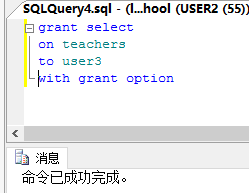 SQLQuery4.sql - (l...hool (USER2 (55))
grant select
on teachers
to user3
with grant option
消息
命令已成功完成。